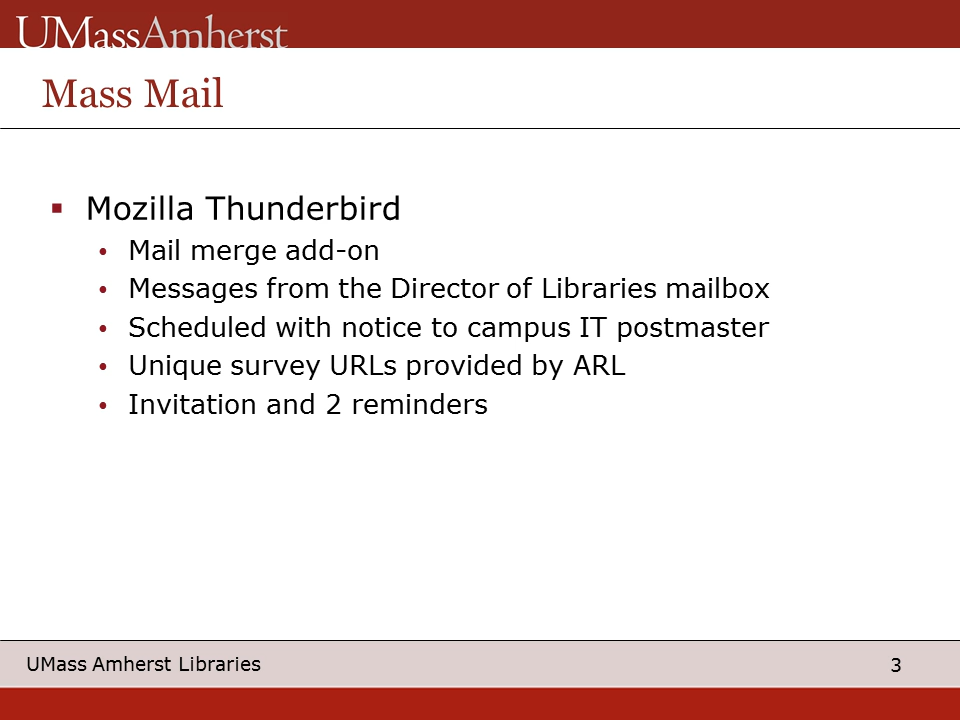 UMassAmherst
Mass Mail
▪ Mozilla Thunderbird
• Mail merge add-on
• Messages from the Director of Libraries mailbox
• Scheduled with notice to campus IT postmaster
• Unique survey URLs provided by ARL
• Invitation and 2 reminders
UMass Amherst Libraries
3